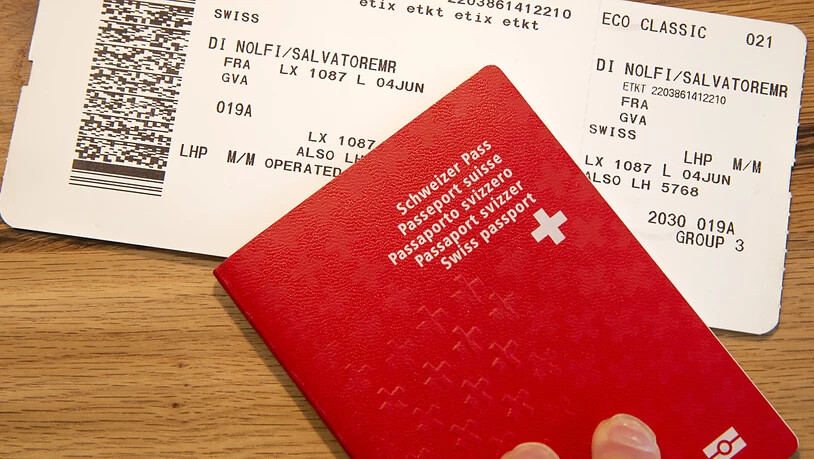 2203861412210
etix etkt etix etkt
SWISS
DI NOLFI/SALVATOREMR
FRA LX 1087 L 04JUN
GVA
019A
LX 1087
ALSO LH
LHP M/M OPERATED
ECO CLASSIC 021
DI NOLFI/SALVATOREMR
ETKT 2203861412210
FRA
GVA
SWISS
LHP M/M
LX 1087 L 04JUN
ALSO LH 5768
2030 019A
GROUP 3
Schweizer Pass
Passeport suisse
Passaporto svizzero
Passaport svizzer
Swiss passport